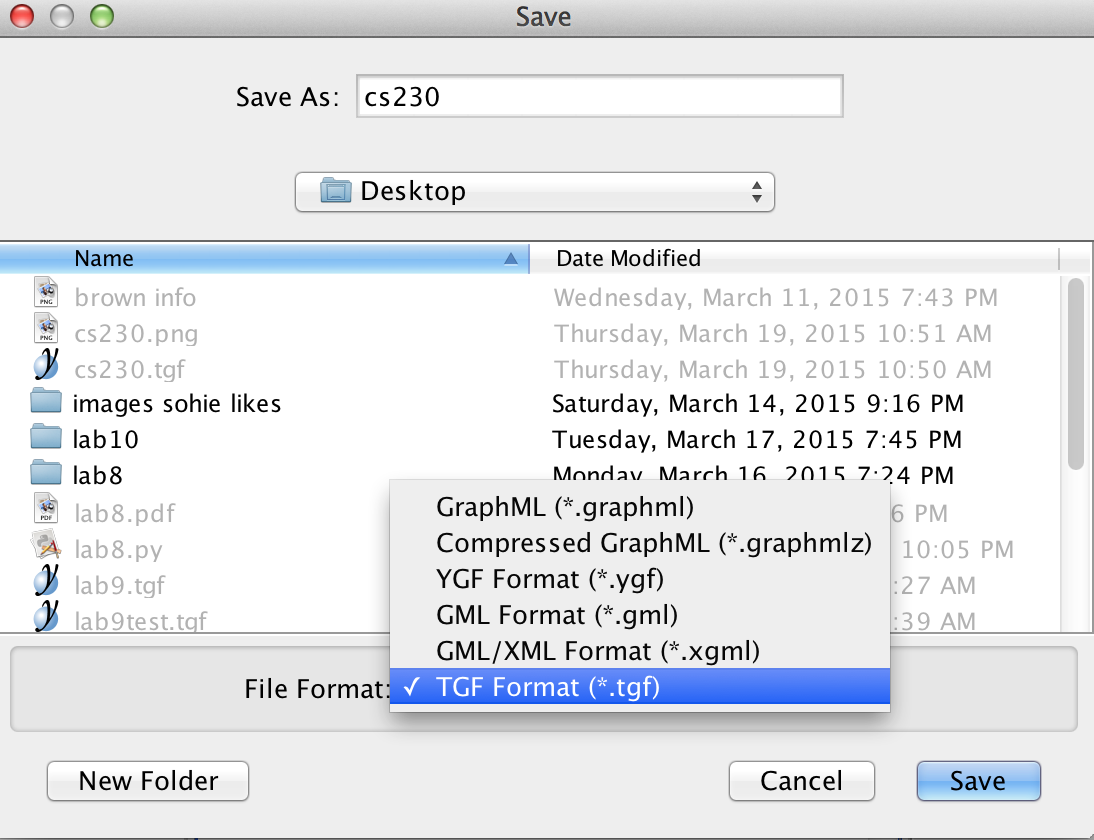 Save
Save As: cs230
Desktop
Name Date Modified
PNG brown info Wednesday, March 11, 2015 7:43 PM
PNG cs230.png Thursday, March 19, 2015 10:51 AM
y cs230.tgf Thursday, March 19, 2015 10:50 AM
images sohie likes Saturday, March 14, 2015 9:16 PM
lab10 Tuesday, March 17, 2015 7:45 PM
lab8 Monday, March 16, 2015 7:24 PM
GraphML (*.graphml)
PDF lab8.pdf 6 PM
Compressed GraphML (*.graphmlz)
lab8.py 10:05 PM
YGF Format (*.ygf)
y lab9.tgf :27 AM
GML Format (*.gml)
y lab9test.tgf :39 AM
GML/XML Format (*.xgml)
File Format: ✓ TGF Format (*.tgf)
New Folder Cancel Save